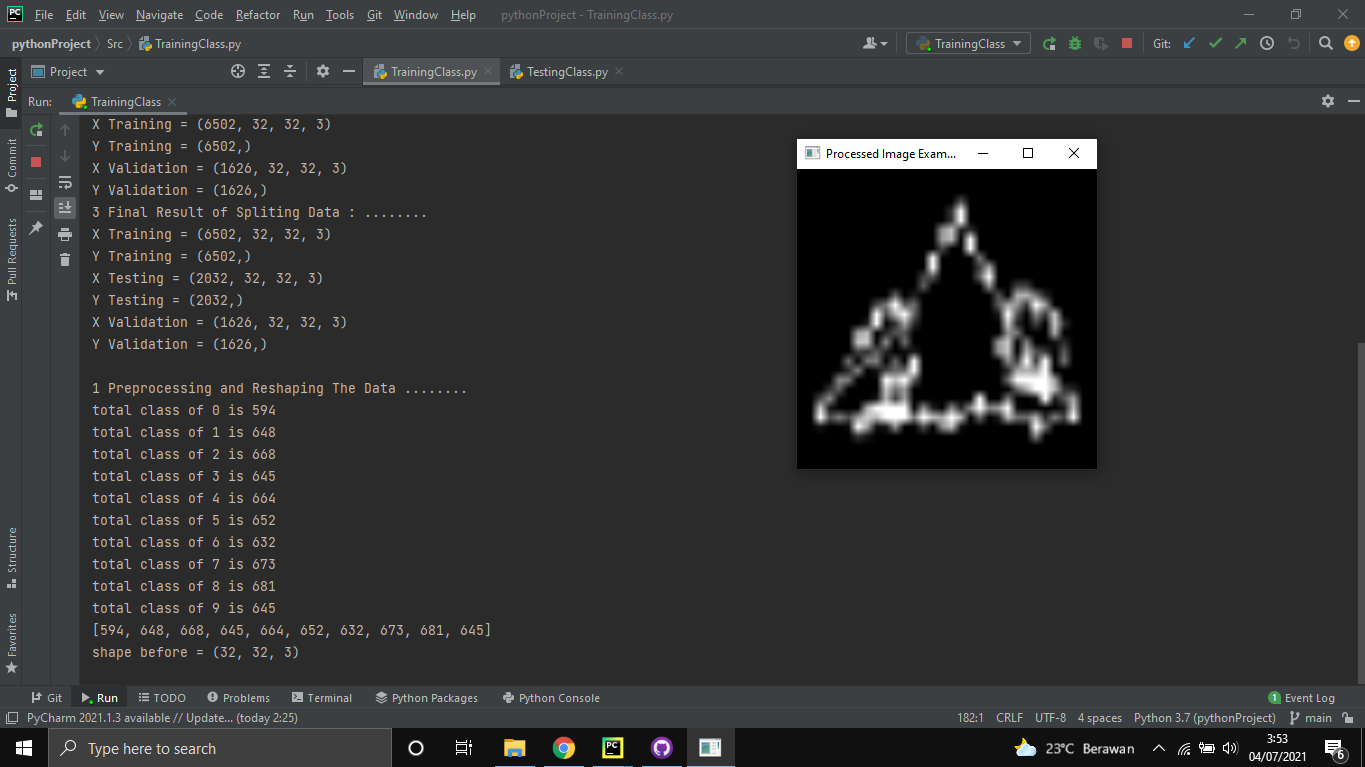 PC File Edit View Navigate Code Refactor Run Tools Git Window Help pythonProject - TrainingClass.py
pythonProject Src TrainingClass.py TrainingClass Git:
Project TrainingClass.py TestingClass.py
Run: TrainingClass
Project
Commit
Pull Requests
Structure
Favorites
X Training = (6502, 32, 32, 3)
Y Training = (6502,)
X Validation = (1626, 32, 32, 3)
Y Validation = (1626,)
3 Final Result of Spliting Data : ........
X Training = (6502, 32, 32, 3)
Y Training = (6502,)
X Testing = (2032, 32, 32, 3)
Y Testing = (2032,)
X Validation = (1626, 32, 32, 3)
Y Validation = (1626,)
1 Preprocessing and Reshaping The Data ........
total class of 0 is 594
total class of 1 is 648
total class of 2 is 668
total class of 3 is 645
total class of 4 is 664
total class of 5 is 652
total class of 6 is 632
total class of 7 is 673
total class of 8 is 681
total class of 9 is 645
[594, 648, 668, 645, 664, 652, 632, 673, 681, 645]
shape before = (32, 32, 3)
Processed Image Exam...
Git Run TODO Problems Terminal Python Packages Python Console 1 Event Log
PyCharm 2021.1.3 available // Update... (today 2:25) 182:1 CRLF UTF-8 4 spaces Python 3.7 (pythonProject) main
Type here to search PC 23°C Berawan 3:53
04/07/2021 6